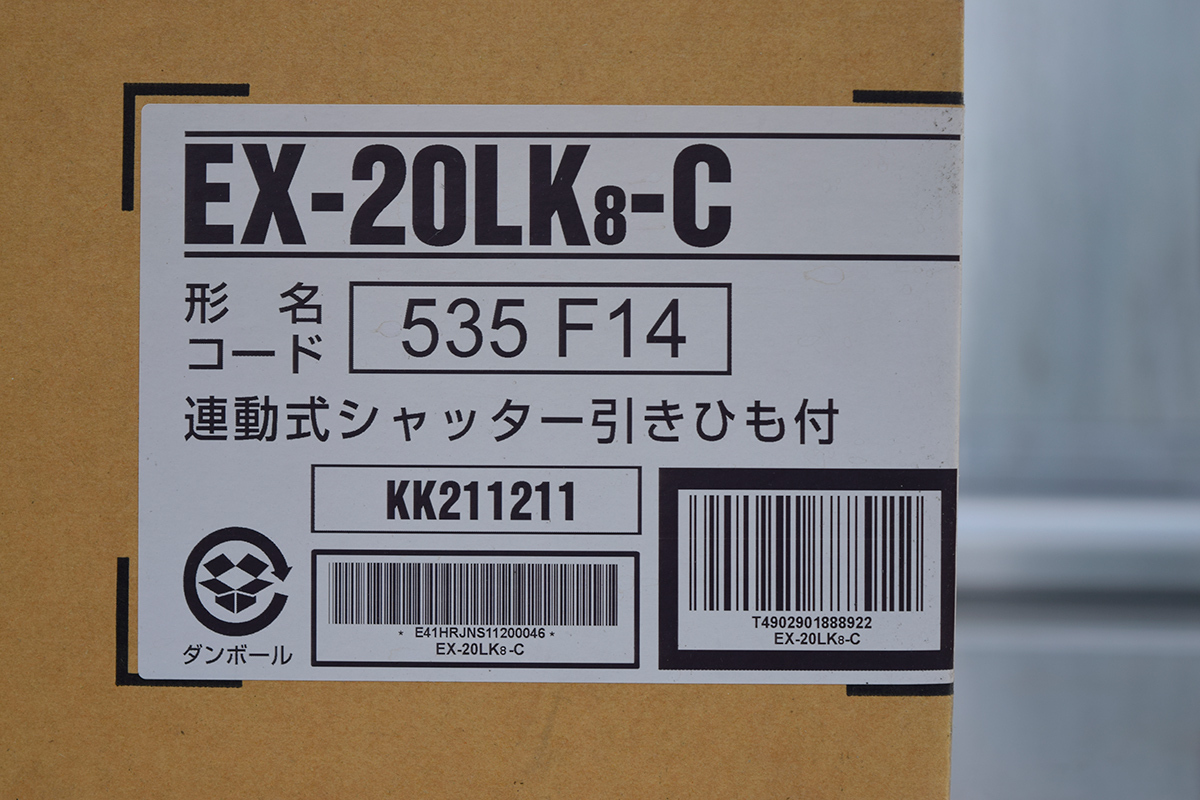 EX-20LK8-C
形 名
コード
535 F14
連動式シャッター引きひも付
KK211211
* E41HRJNS11200046 *
EX-20LK8-C
T4902901888922
EX-20LK8-C
ダンボール